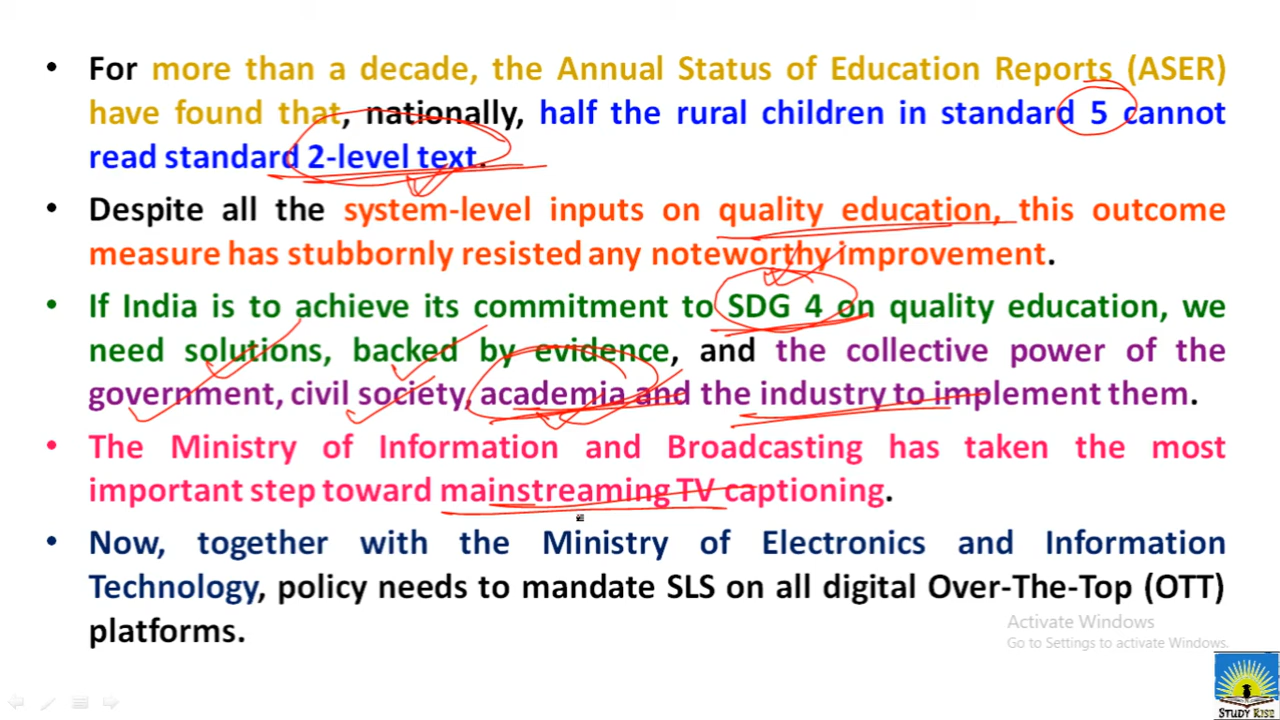 • For more than a decade, the Annual Status of Education Reports (ASER)
have found that, nationally, half the rural children in standard 5 cannot
read standard 2-level text.
• Despite all the system-level inputs on quality education, this outcome
measure has stubbornly resisted any noteworthy improvement.
• If India is to achieve its commitment to SDG 4 on quality education, we
need solutions, backed by evidence, and the collective power of the
government, civil society, academia and the industry to implement them.
• The Ministry of Information and Broadcasting has taken the most
important step toward mainstreaming TV captioning.
• Now, together with the Ministry of Electronics and Information
Technology, policy needs to mandate SLS on all digital Over-The-Top (OTT)
platforms.
Activate Windows
Go to Settings to activate Windows.
STUDY RISE